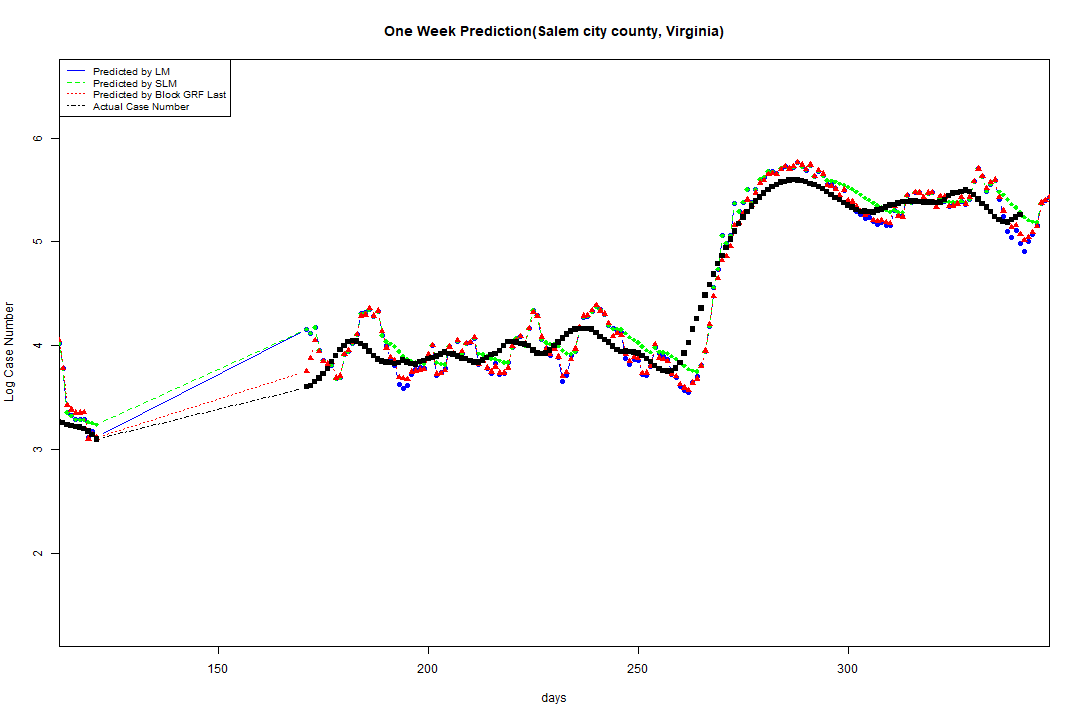 One Week Prediction(Salem city county, Virginia)
Predicted by LM
Predicted by SLM
Predicted by Block GRF Last
Actual Case Number
Log Case Number
6
5
4
3
2
150
200
250
300
days